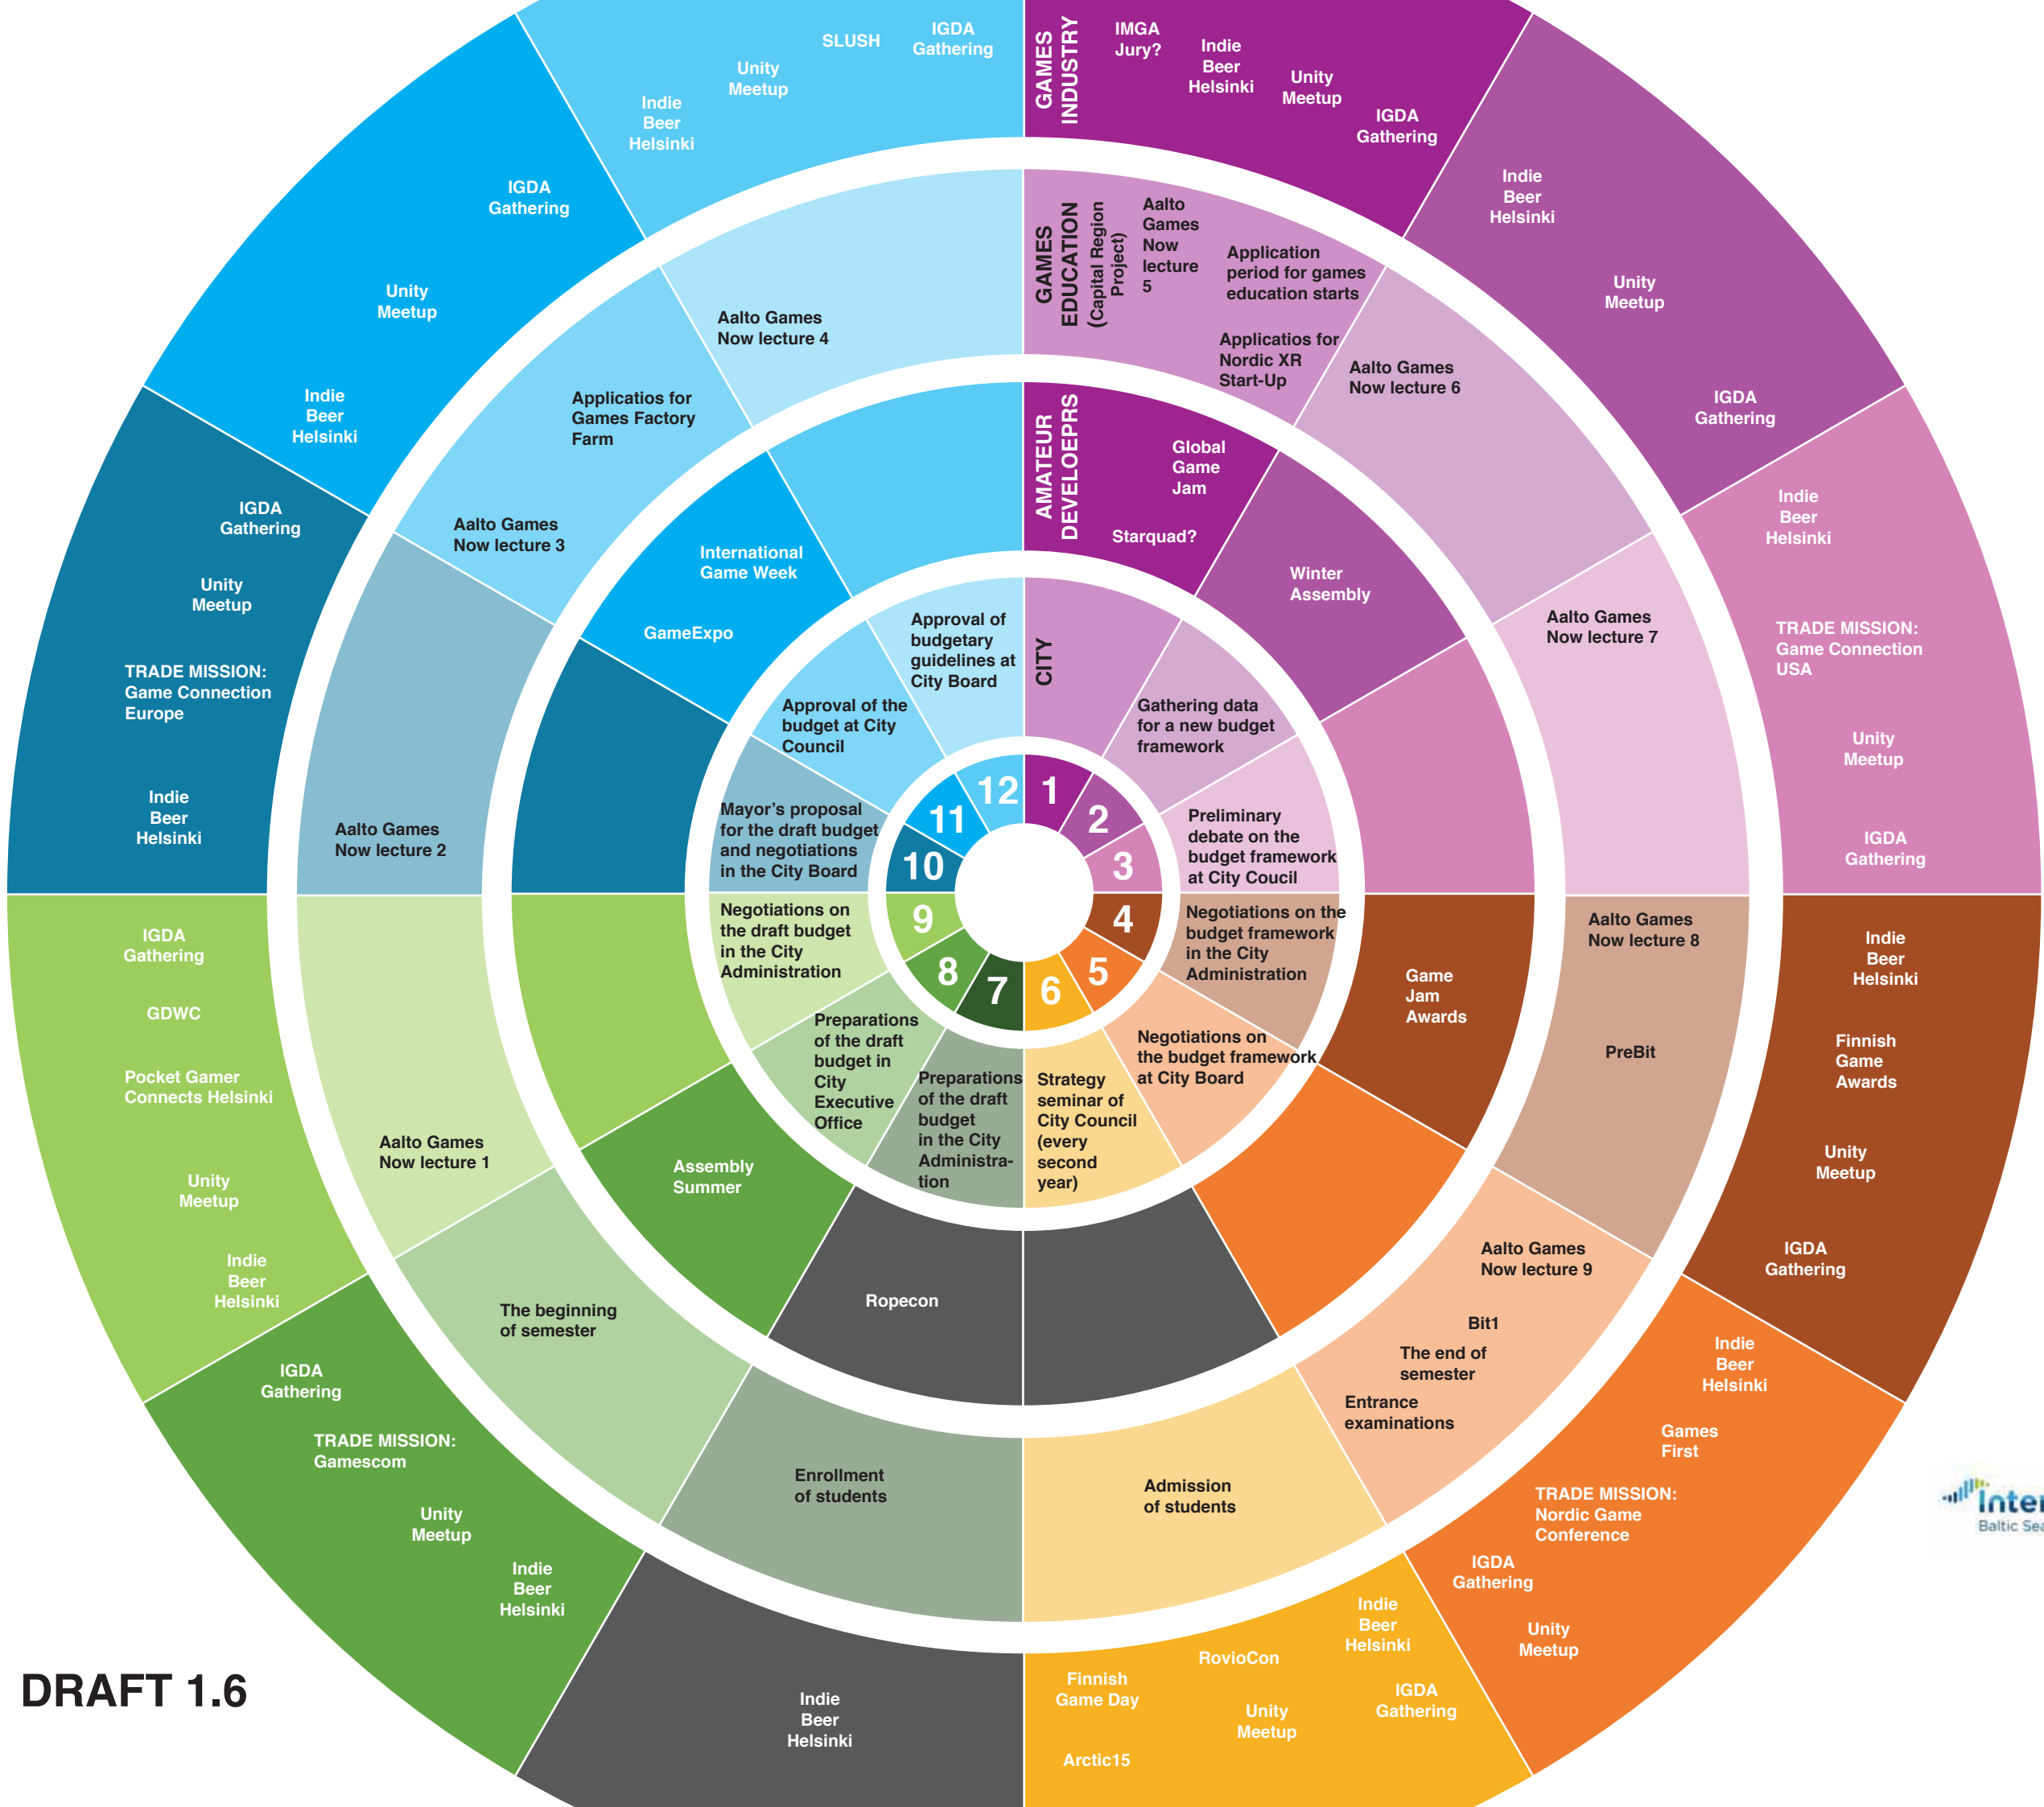 GAMES
INDUSTRY
IMGA
Jury?
Indie
Beer
Helsinki
Unity
Meetup
IGDA
Gathering
Indie
Beer
Helsinki
Unity
Meetup
IGDA
Gathering
Indie
Beer
Helsinki
TRADE MISSION:
Game Connection
USA
Unity
Meetup
IGDA
Gathering
Indie
Beer
Helsinki
Finnish
Game
Awards
Unity
Meetup
IGDA
Gathering
Indie
Beer
Helsinki
Games
First
TRADE MISSION:
Nordic Game
Conference
IGDA
Gathering
Unity
Meetup
Indie
Beer
Helsinki
RovioCon
IGDA
Gathering
Finnish
Game Day
Unity
Meetup
Arctic15
Indie
Beer
Helsinki
IGDA
Gathering
TRADE MISSION:
Gamescom
Unity
Meetup
Indie
Beer
Helsinki
IGDA
Gathering
GDWC
Pocket Gamer
Connects Helsinki
Unity
Meetup
Indie
Beer
Helsinki
IGDA
Gathering
Unity
Meetup
TRADE MISSION:
Game Connection
Europe
Indie
Beer
Helsinki
IGDA
Gathering
Unity
Meetup
Indie
Beer
Helsinki
SLUSH
IGDA
Gathering
Unity
Meetup
Indie
Beer
Helsinki
GAMES
EDUCATION
(Capital Region
Project)
Aalto
Games
Now
lecture
5
Application
period for games
education starts
Applicatios for
Nordic XR
Start-Up
Aalto Games
Now lecture 6
Aalto Games
Now lecture 7
Aalto Games
Now lecture 8
PreBit
Aalto Games
Now lecture 9
Bit1
The end of
semester
Entrance
examinations
Admission
of students
Enrollment
of students
The beginning
of semester
Aalto Games
Now lecture 1
Aalto Games
Now lecture 2
Applicatios for
Games Factory
Farm
Aalto Games
Now lecture 3
Aalto Games
Now lecture 4
AMATEUR
DEVELOEPRS
Global
Game
Jam
Starquad?
Winter
Assembly
Game
Jam
Awards
Ropecon
Assembly
Summer
International
Game Week
GameExpo
CITY
Gathering data
for a new budget
framework
Preliminary
debate on the
budget framework
at City Coucil
Negotiations on the
budget framework
in the City
Administration
Negotiations on
the budget framework
at City Board
Strategy
seminar of
City Council
(every
second
year)
Preparations
of the draft
budget
in the City
Administra-
tion
Preparations
of the draft
budget in
City
Executive
Office
Negotiations on
the draft budget
in the City
Administration
Mayor’s proposal
for the draft budget
and negotiations
in the City Board
Approval of the
budget at City
Council
Approval of
budgetary
guidelines at
City Board
1
2
3
4
5
6
7
8
9
10
11
12
DRAFT 1.6
Inter
Baltic Sea